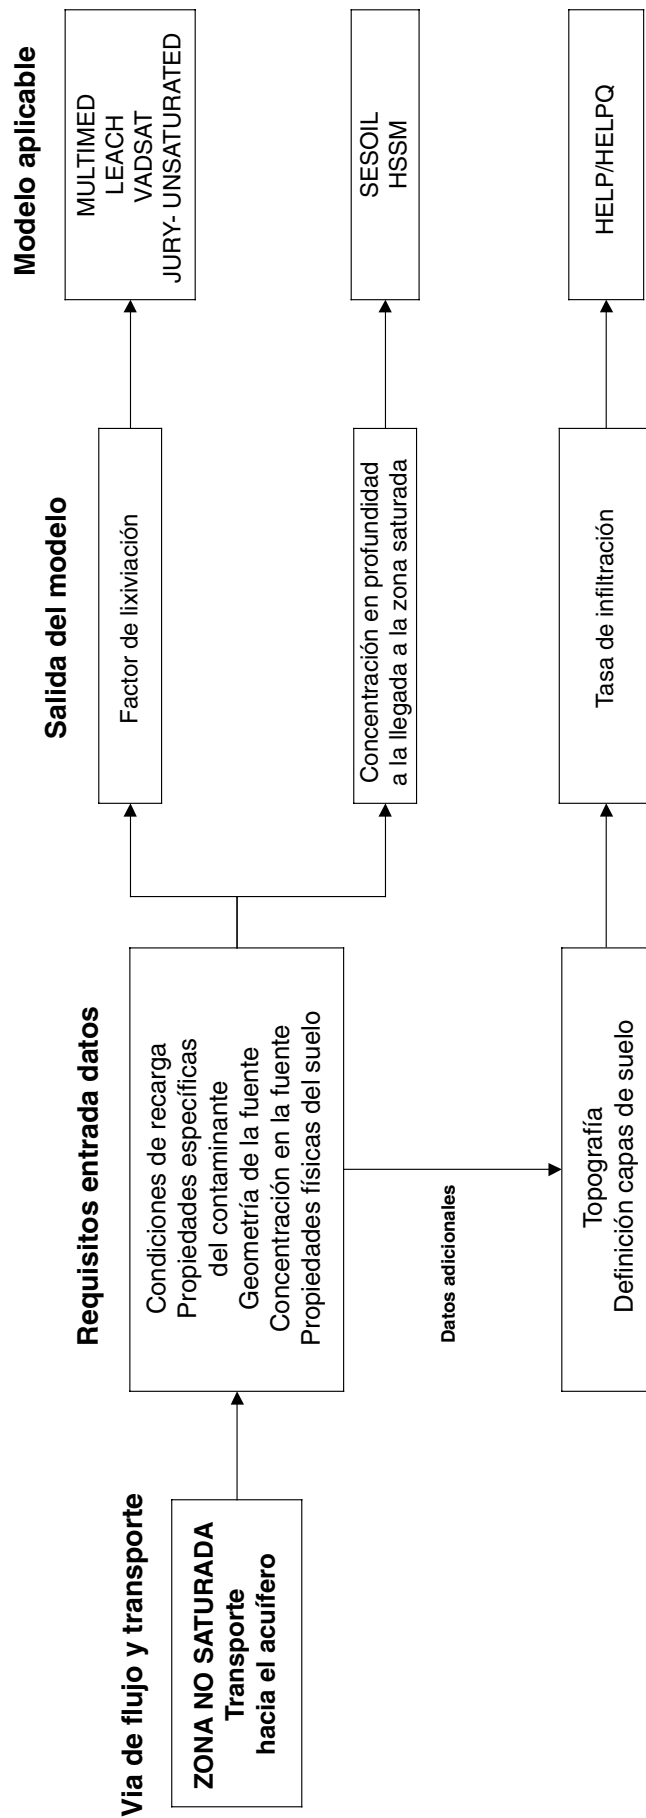 Via de flujo y transporte
ZONA NO SATURADA
Transporte
hacia el acuífero
Requisitos entrada datos
Condiciones de recarga
Propiedades específicas
del contaminante
Geometría de la fuente
Concentración en la fuente
Propiedades físicas del suelo
Datos adicionales
Topografía
Definición capas de suelo
Salida del modelo
Factor de lixiviación
Concentración en profundidad
a la llegada a la zona saturada
Tasa de infiltración
Modelo aplicable
MULTIMED
LEACH
VADSAT
JURY- UNSATURATED
SESOIL
HSSM
HELP/HELPQ